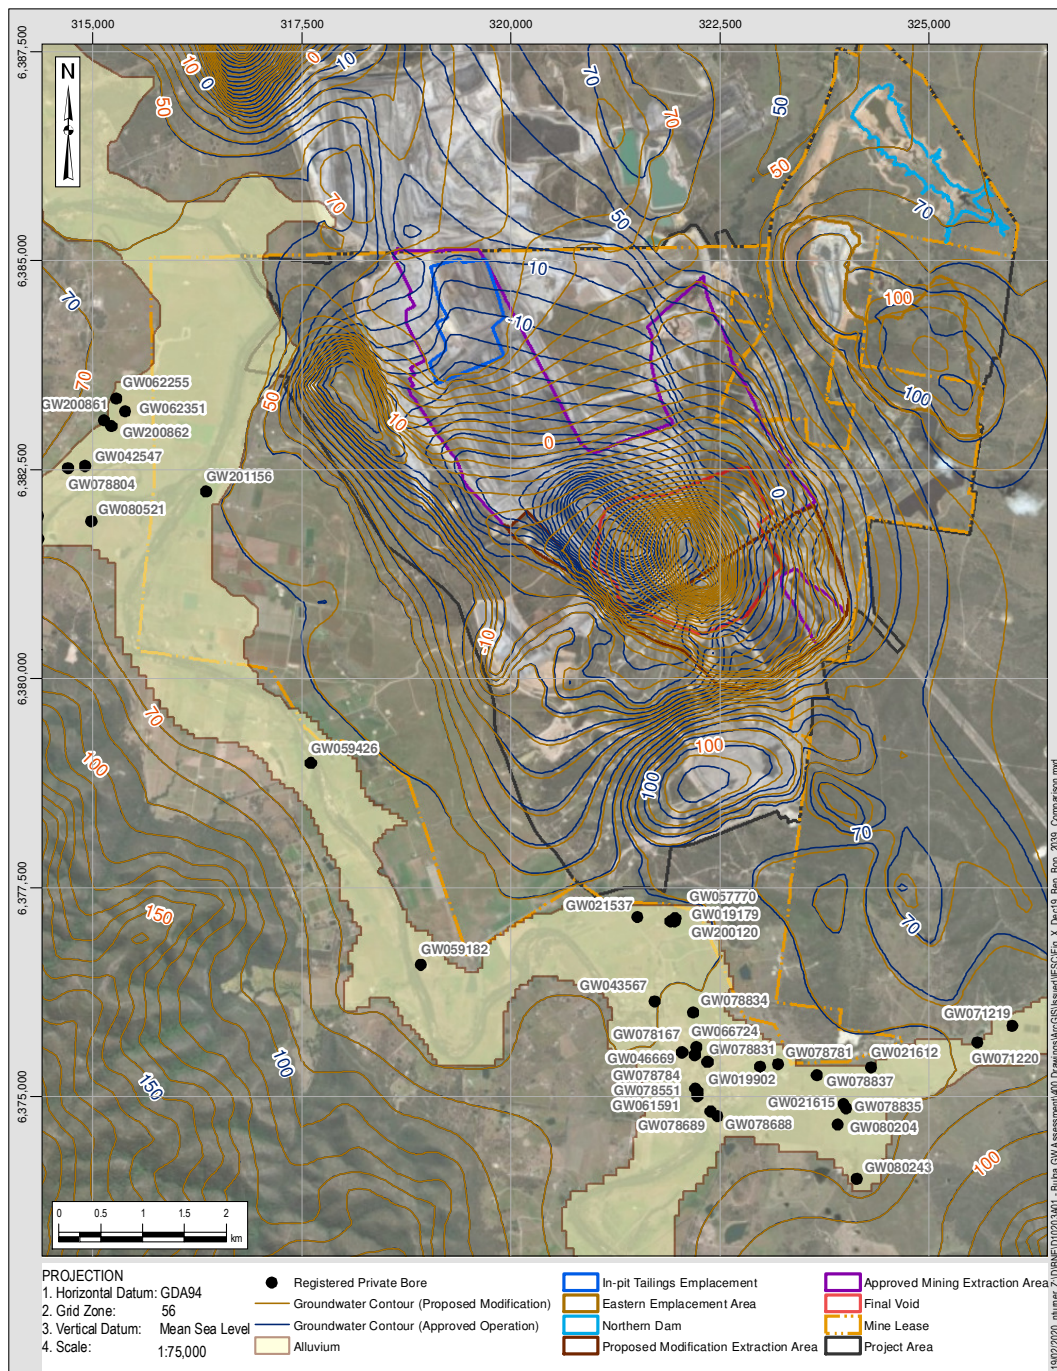 315,000
317,500
320,000
322,500
325,000
6,387,500
6,385,000
6,382,500
6,380,000
6,377,500
6,375,000
N
10
0
0
10
50
70
70
50
50
50
70
70
10
-10
100
70
70
50
10
0
0
100
GW062255
GW200861
GW062351
GW200862
GW042547
GW078804
GW201156
GW080521
-10
70
100
GW059426
100
100
70
150
70
GW021537
GW057770
GW019179
GW200120
GW059182
GW043567
GW078834
GW078167
GW066724
GW046669
GW078831
GW078781
GW021612
GW071219
GW071220
GW078784
GW019902
GW078837
GW078551
GW061591
GW021615
GW078835
GW078689
GW078688
GW080204
GW080243
100
150
100
0 0.5 1 1.5 2
km
PROJECTION
1. Horizontal Datum: GDA94
2. Grid Zone: 56
3. Vertical Datum: Mean Sea Level
4. Scale: 1:75,000
Registered Private Bore
Groundwater Contour (Proposed Modification)
Groundwater Contour (Approved Operation)
Alluvium
In-pit Tailings Emplacement
Eastern Emplacement Area
Northern Dam
Proposed Modification Extraction Area
Approved Mining Extraction Area
Final Void
Mine Lease
Project Area